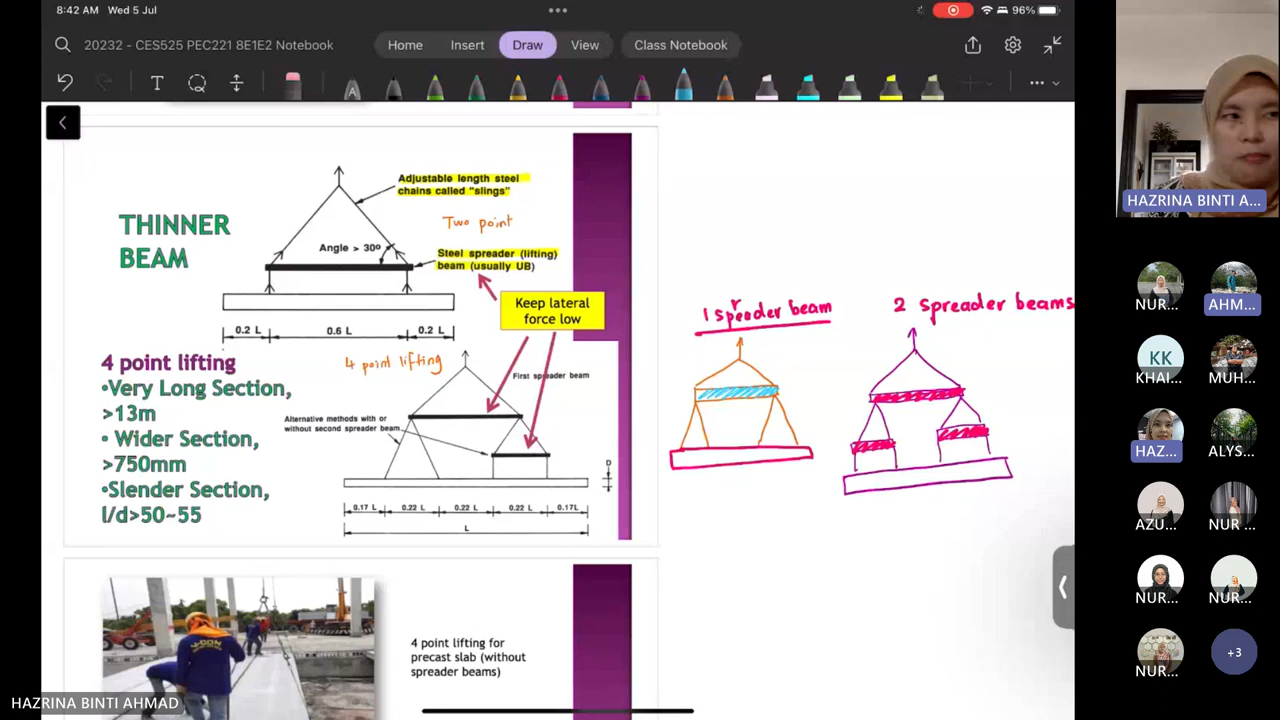 8:42 AM Wed 5 Jul
96%
20232 - CES525 PEC221 8E1E2 Notebook
Home Insert Draw View Class Notebook
T
A
THINNER
BEAM
Adjustable length steel
chains called "slings"
Two point
Angle > 30º
Steel spreader (lifting)
beam (usually UB)
Keep lateral
force low
0.2 L 0.6 L 0.2 L
4 point lifting
•Very Long Section,
>13m
• Wider Section,
>750mm
•Slender Section,
l/d>50~55
4 point lifting
First spreader beam
Alternative methods with or
without second spreader beam
D
0.17 L 0.22 L 0.22 L 0.22 L 0.17L
L
1 spreader beam
2 spreader beams
4 point lifting for
precast slab (without
spreader beams)
U-CON
HAZRINA BINTI AHMAD
HAZRINA BINTI A...
NUR...
AHM...
KK
KHAI...
MUH...
HAZ...
ALYS...
AZU...
NUR ...
NUR...
NUR...
NUR...
+3